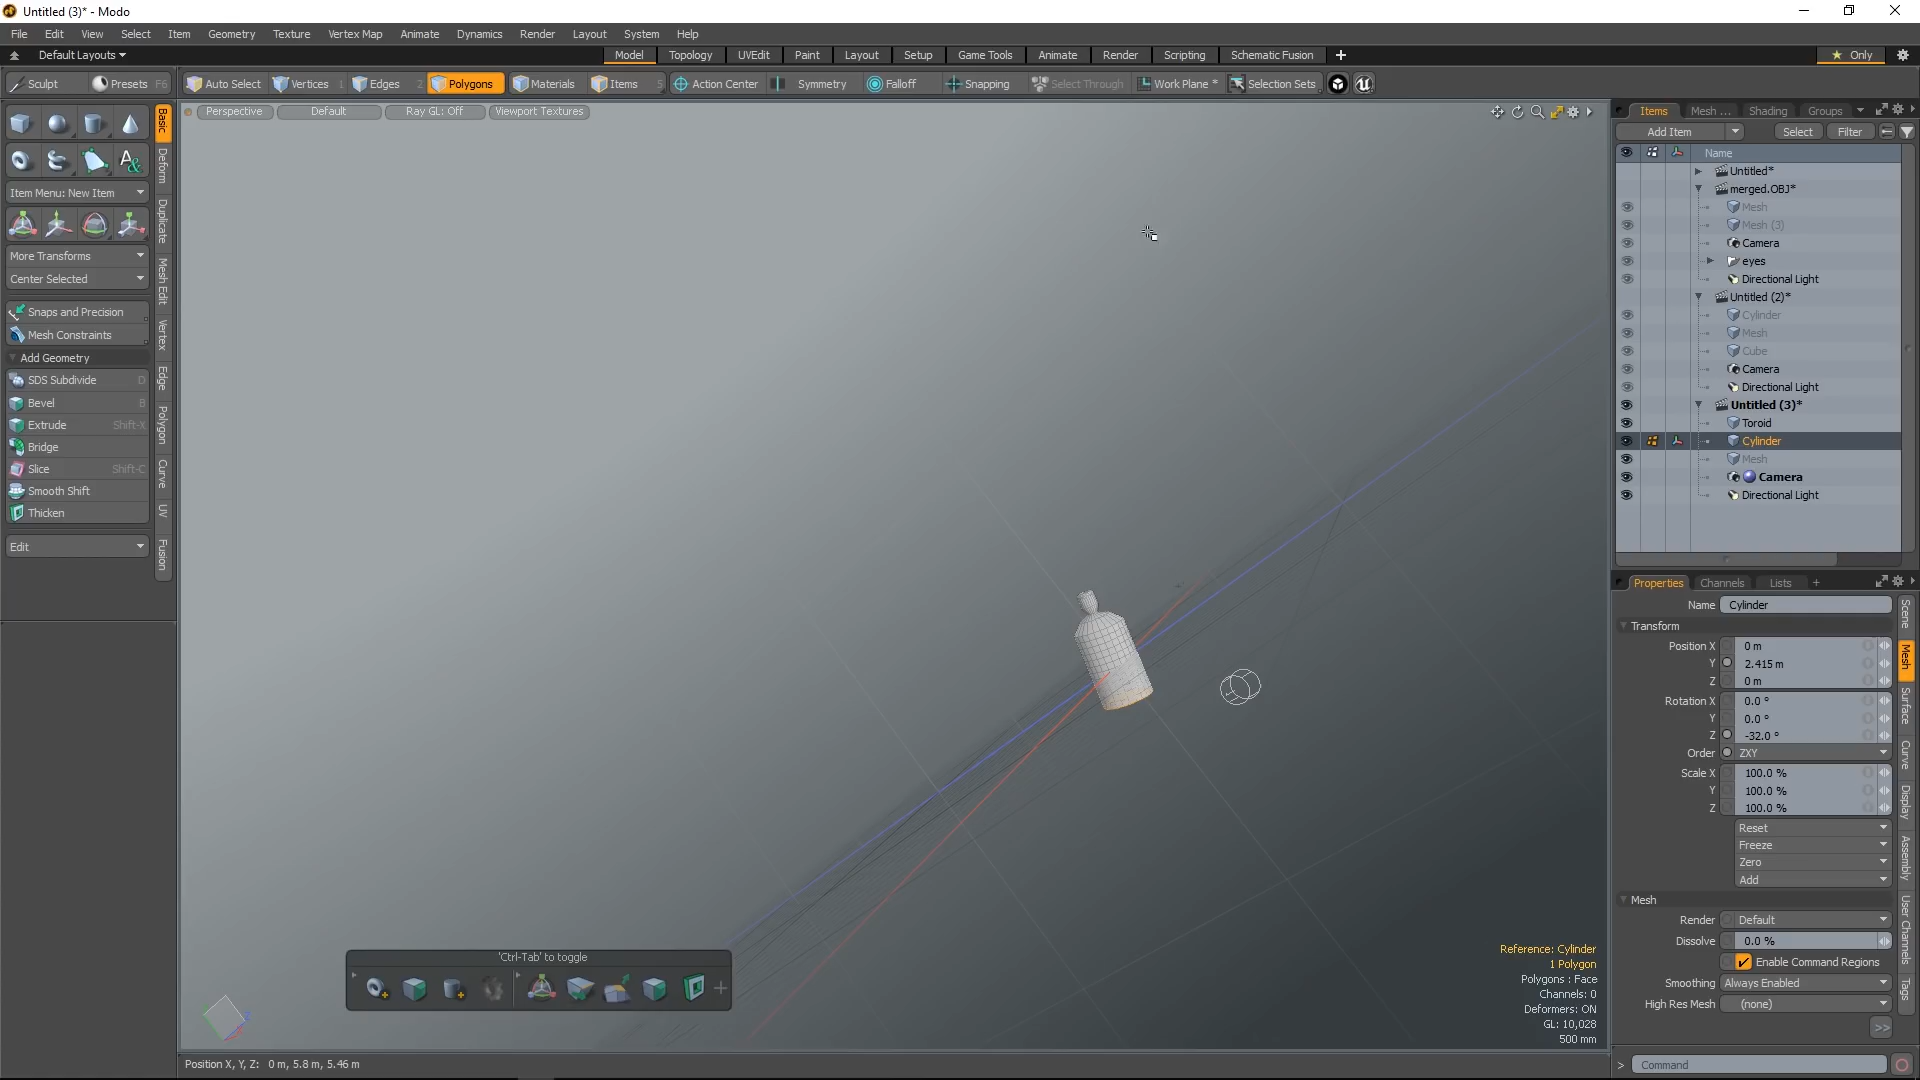 Untitled (3)* - Modo
File Edit View Select Item Geometry Texture Vertex Map Animate Dynamics Render Layout System Help
Default Layouts
Model Topology UVEdit Paint Layout Setup Game Tools Animate Render Scripting Schematic Fusion
Only
Sculpt Presets F6
Auto Select Vertices 1 Edges 2 Polygons Materials Items 5 Action Center Symmetry Falloff Snapping Select Through Work Plane * Selection Sets
Basic
Deform
Duplicate
Mesh Edit
Vertex
Edge
Polygon
Curve
UV
Fusion
Item Menu: New Item
More Transforms
Center Selected
Snaps and Precision
Mesh Constraints
Add Geometry
SDS Subdivide D
Bevel B
Extrude Shift-X
Bridge
Slice Shift-C
Smooth Shift
Thicken
Edit
Perspective Default Ray GL: Off Viewport Textures
'Ctrl-Tab' to toggle
Reference: Cylinder
1 Polygon
Polygons : Face
Channels: 0
Deformers: ON
GL: 10,028
500 mm
Position X, Y, Z: 0 m, 5.8 m, 5.46 m
Items Mesh ... Shading Groups
Add Item Select Filter
Name
Untitled*
merged.OBJ*
Mesh
Mesh (3)
Camera
eyes
Directional Light
Untitled (2)*
Cylinder
Mesh
Cube
Camera
Directional Light
Untitled (3)*
Toroid
Cylinder
Mesh
Camera
Directional Light
Properties Channels Lists +
Name Cylinder
Transform
Position X 0 m
Y 2.415 m
Z 0 m
Rotation X 0.0 °
Y 0.0 °
Z -32.0 °
Order ZXY
Scale X 100.0 %
Y 100.0 %
Z 100.0 %
Reset
Freeze
Zero
Add
Mesh
Render Default
Dissolve 0.0 %
Enable Command Regions
Smoothing Always Enabled
High Res Mesh (none)
>>
Scene
Mesh
Surface
Curve
Display
Assembly
User Channels
Tags
> Command